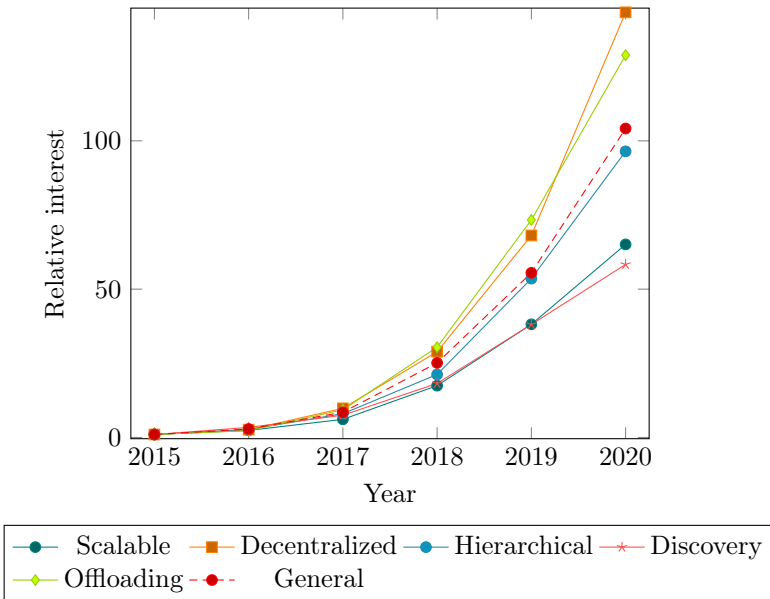 100
50
0
Relative interest
2015 2016 2017 2018 2019 2020
Year
Scalable Decentralized Hierarchical Discovery
Offloading General